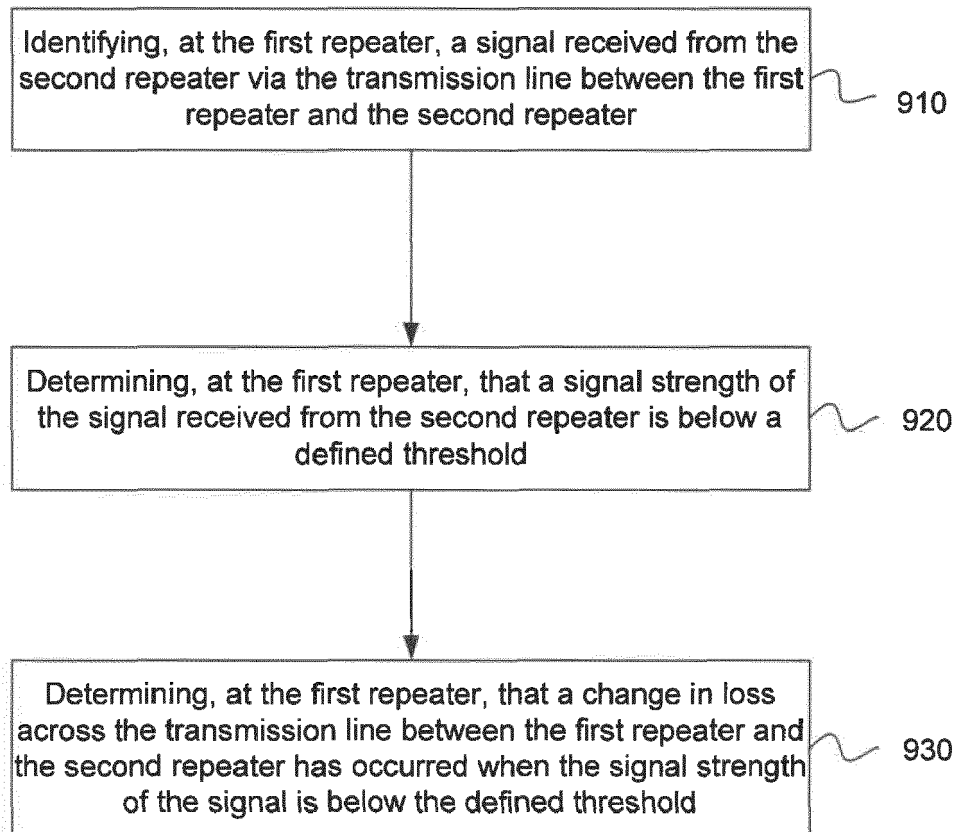 Identifying, at the first repeater, a signal received from the
second repeater via the transmission line between the first
repeater and the second repeater
910
Determining, at the first repeater, that a signal strength of
the signal received from the second repeater is below a
defined threshold
920
Determining, at the first repeater, that a change in loss
across the transmission line between the first repeater and
the second repeater has occurred when the signal strength
of the signal is below the defined threshold
930